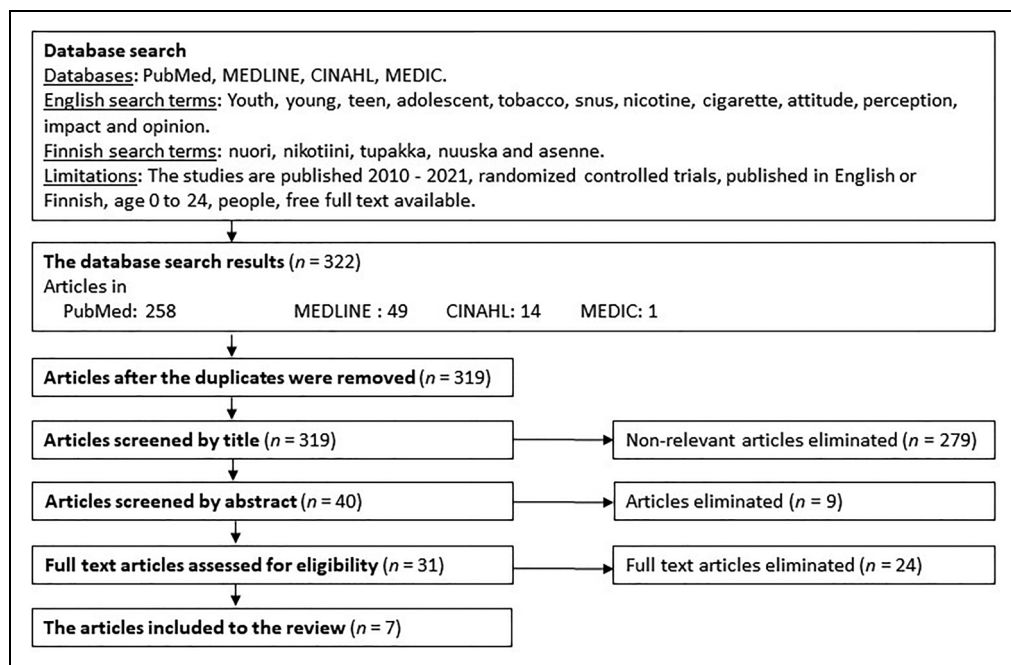 Database search
Databases: PubMed, MEDLINE, CINAHL, MEDIC.
English search terms: Youth, young, teen, adolescent, tobacco, snus, nicotine, cigarette, attitude, perception,
impact and opinion.
Finnish search terms: nuori, nikotiini, tupakka, nuuska and asenne.
Limitations: The studies are published 2010 - 2021, randomized controlled trials, published in English or
Finnish, age 0 to 24, people, free full text available.
The database search results (n = 322)
Articles in
PubMed: 258 MEDLINE : 49 CINAHL: 14 MEDIC: 1
Articles after the duplicates were removed (n = 319)
Articles screened by title (n = 319)
Non-relevant articles eliminated (n = 279)
Articles screened by abstract (n = 40)
Articles eliminated (n = 9)
Full text articles assessed for eligibility (n = 31)
Full text articles eliminated (n = 24)
The articles included to the review (n = 7)